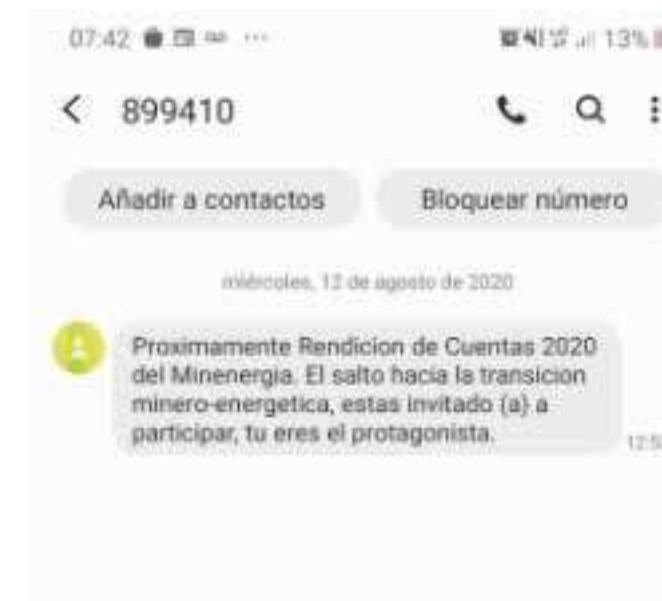 07:42
13%
899410
Añadir a contactos
Bloquear número
miércoles, 12 de agosto de 2020
Proximamente Rendicion de Cuentas 2020
del Minenergia. El salto hacia la transicion
minero-energetica, estas invitado (a) a
participar, tu eres el protagonista.